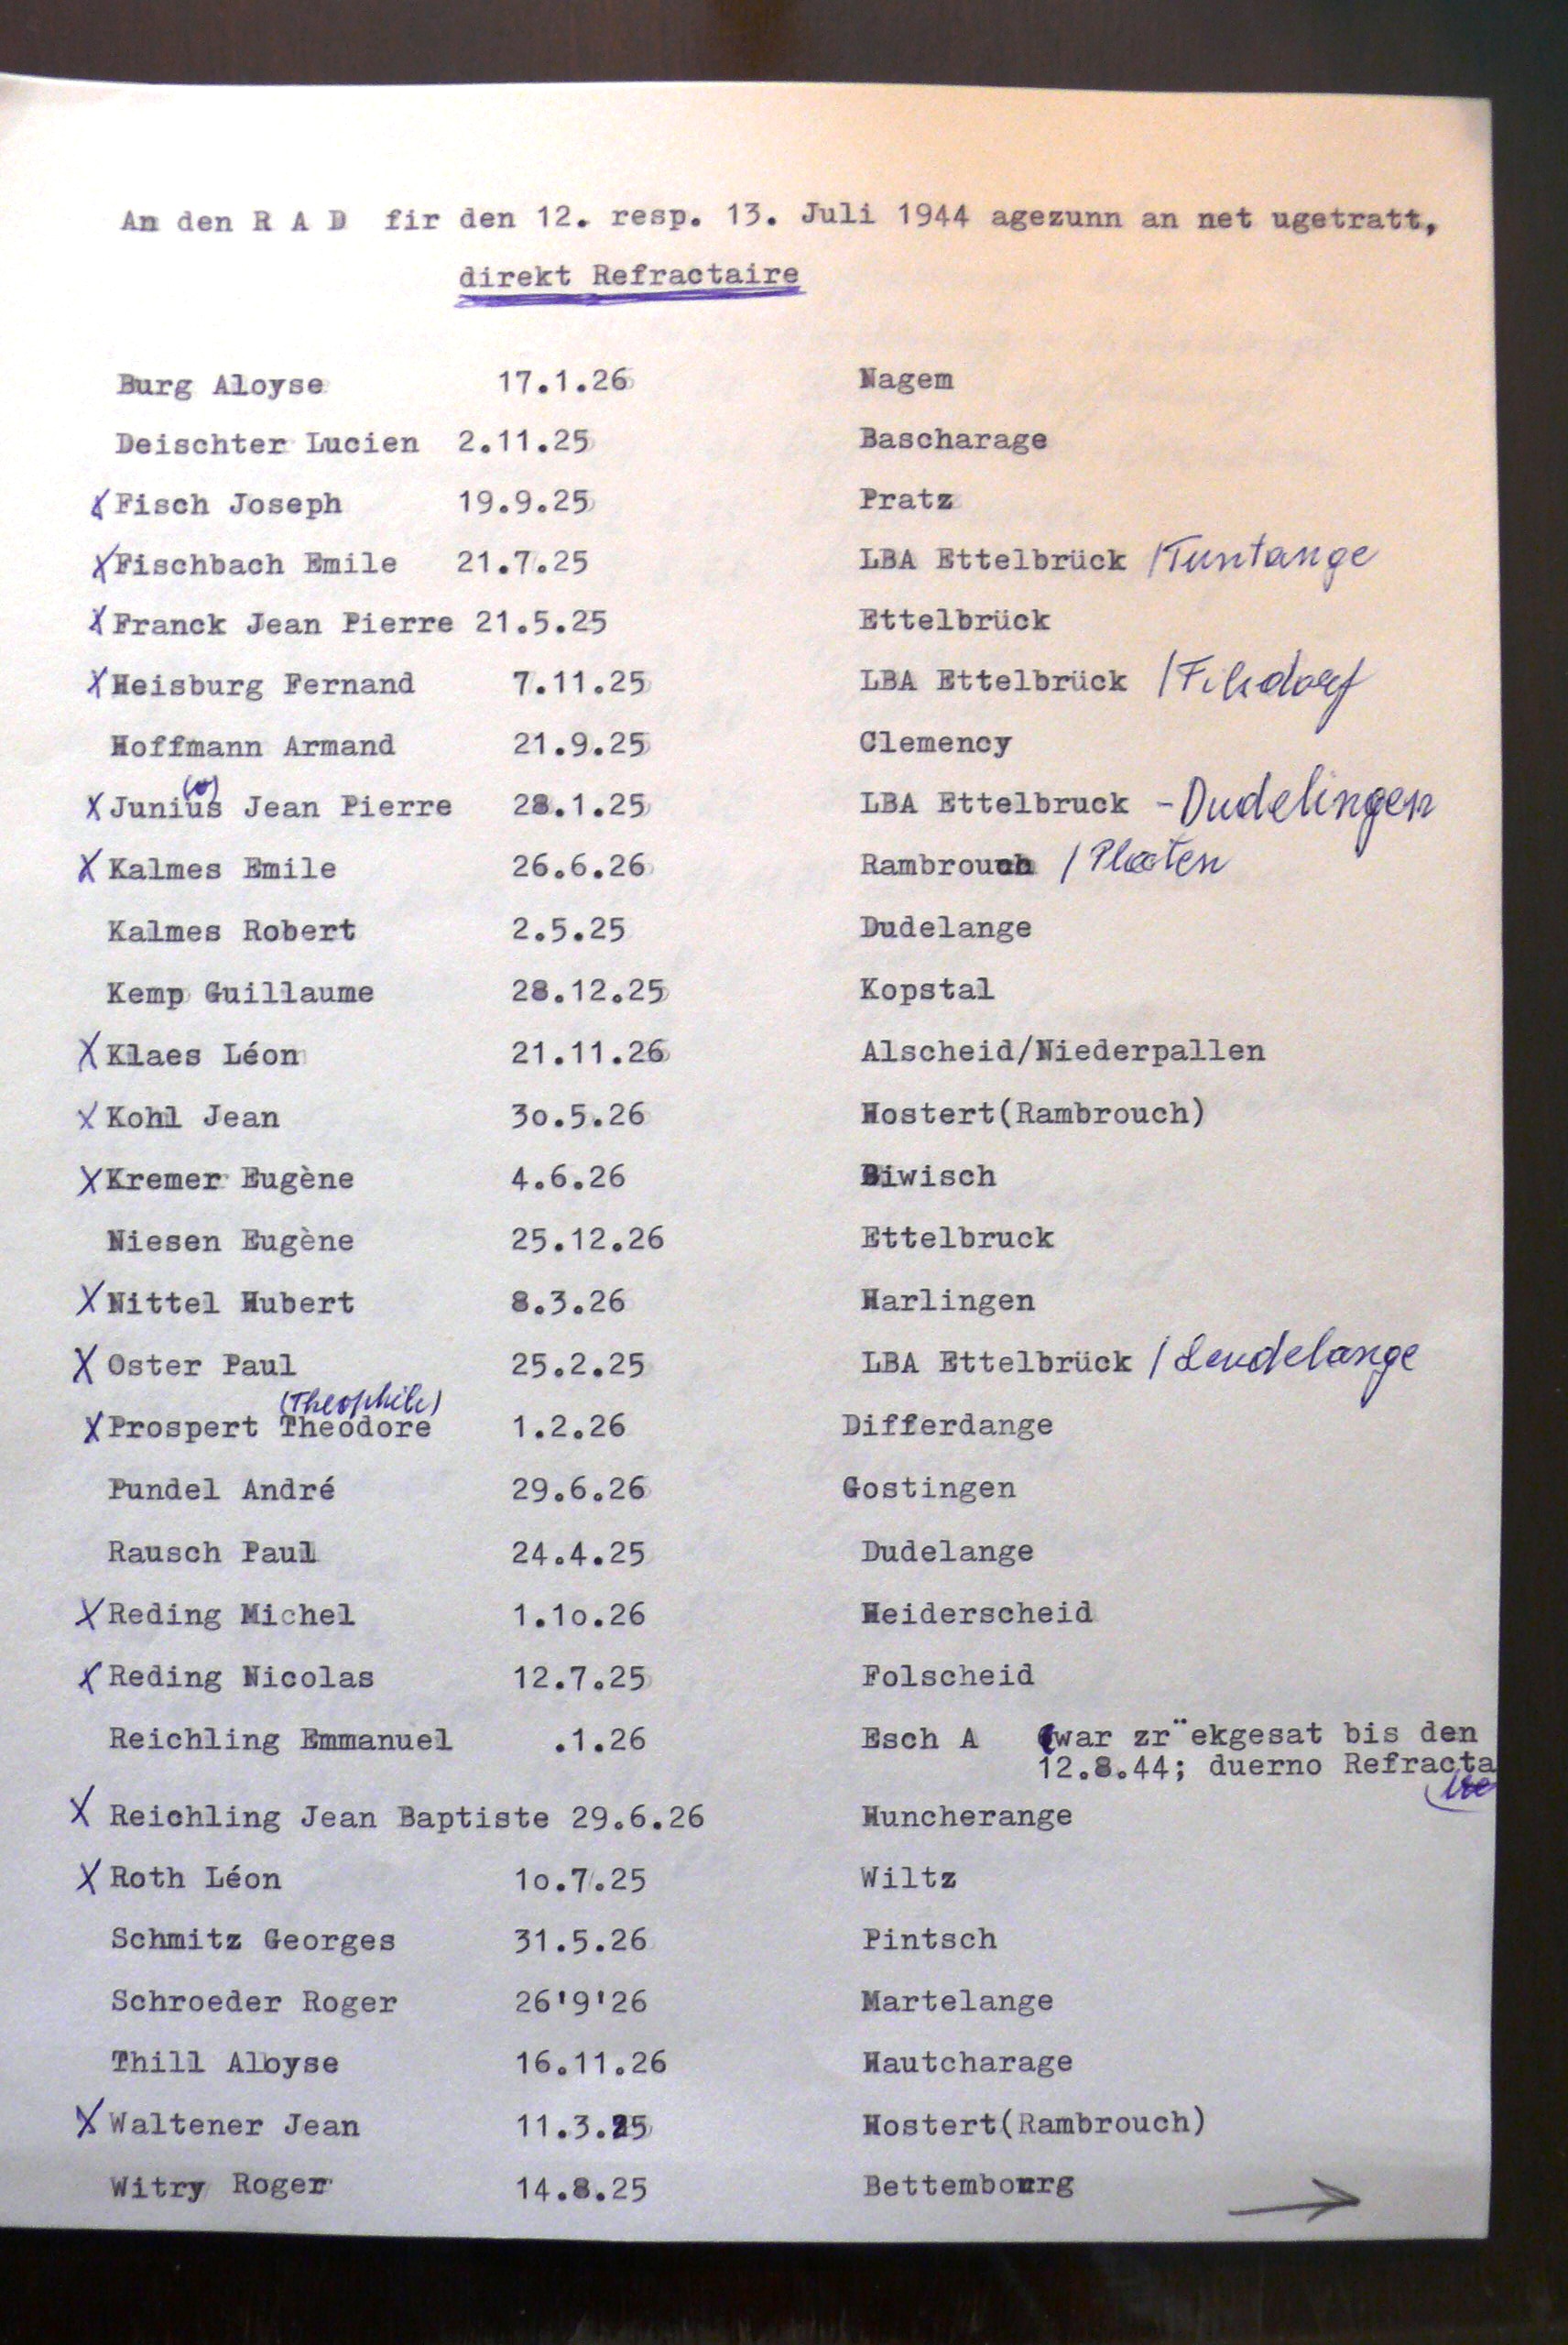 An den R A D fir den 12. resp. 13. Juli 1944 agezunn an net ugetratt,
direkt Refractaire
Burg Aloyse 17.1.26 Nagem
Deischter Lucien 2.11.25 Bascharage
X Fisch Joseph 19.9.25 Pratz
X Fischbach Emile 21.7.25 LBA Ettelbrück /Tuntange
X Franck Jean Pierre 21.5.25 Ettelbrück
X Heisburg Fernand 7.11.25 LBA Ettelbrück /Filsdorf
Hoffmann Armand 21.9.25 Clemency
(o)
X Junius Jean Pierre 28.1.25 LBA Ettelbruck - Dudelingen
X Kalmes Emile 26.6.26 Rambrouch / Platen
Kalmes Robert 2.5.25 Dudelange
Kemp Guillaume 28.12.25 Kopstal
X Klaes Léon 21.11.26 Alscheid/Niederpallen
X Kohl Jean 3o.5.26 Hostert(Rambrouch)
X Kremer Eugène 4.6.26 Biwisch
Niesen Eugène 25.12.26 Ettelbruck
X Nittel Hubert 8.3.26 Harlingen
X Oster Paul 25.2.25 LBA Ettelbrück / Leudelange
(Theophile)
X Prospert Theodore 1.2.26 Differdange
Pundel André 29.6.26 Gostingen
Rausch Paul 24.4.25 Dudelange
X Reding Michel 1.1o.26 Heiderscheid
X Reding Nicolas 12.7.25 Folscheid
Reichling Emmanuel .1.26 Esch A (war zr¨ekgesat bis den
12.8.44; duerno Refracta
ire
X Reichling Jean Baptiste 29.6.26 Huncherange
X Roth Léon 1o.7.25 Wiltz
Schmitz Georges 31.5.26 Pintsch
Schroeder Roger 26'9'26 Martelange
Thill Aloyse 16.11.26 Hautcharage
X Waltener Jean 11.3.25 Hostert(Rambrouch)
Witry Roger 14.8.25 Bettembourg